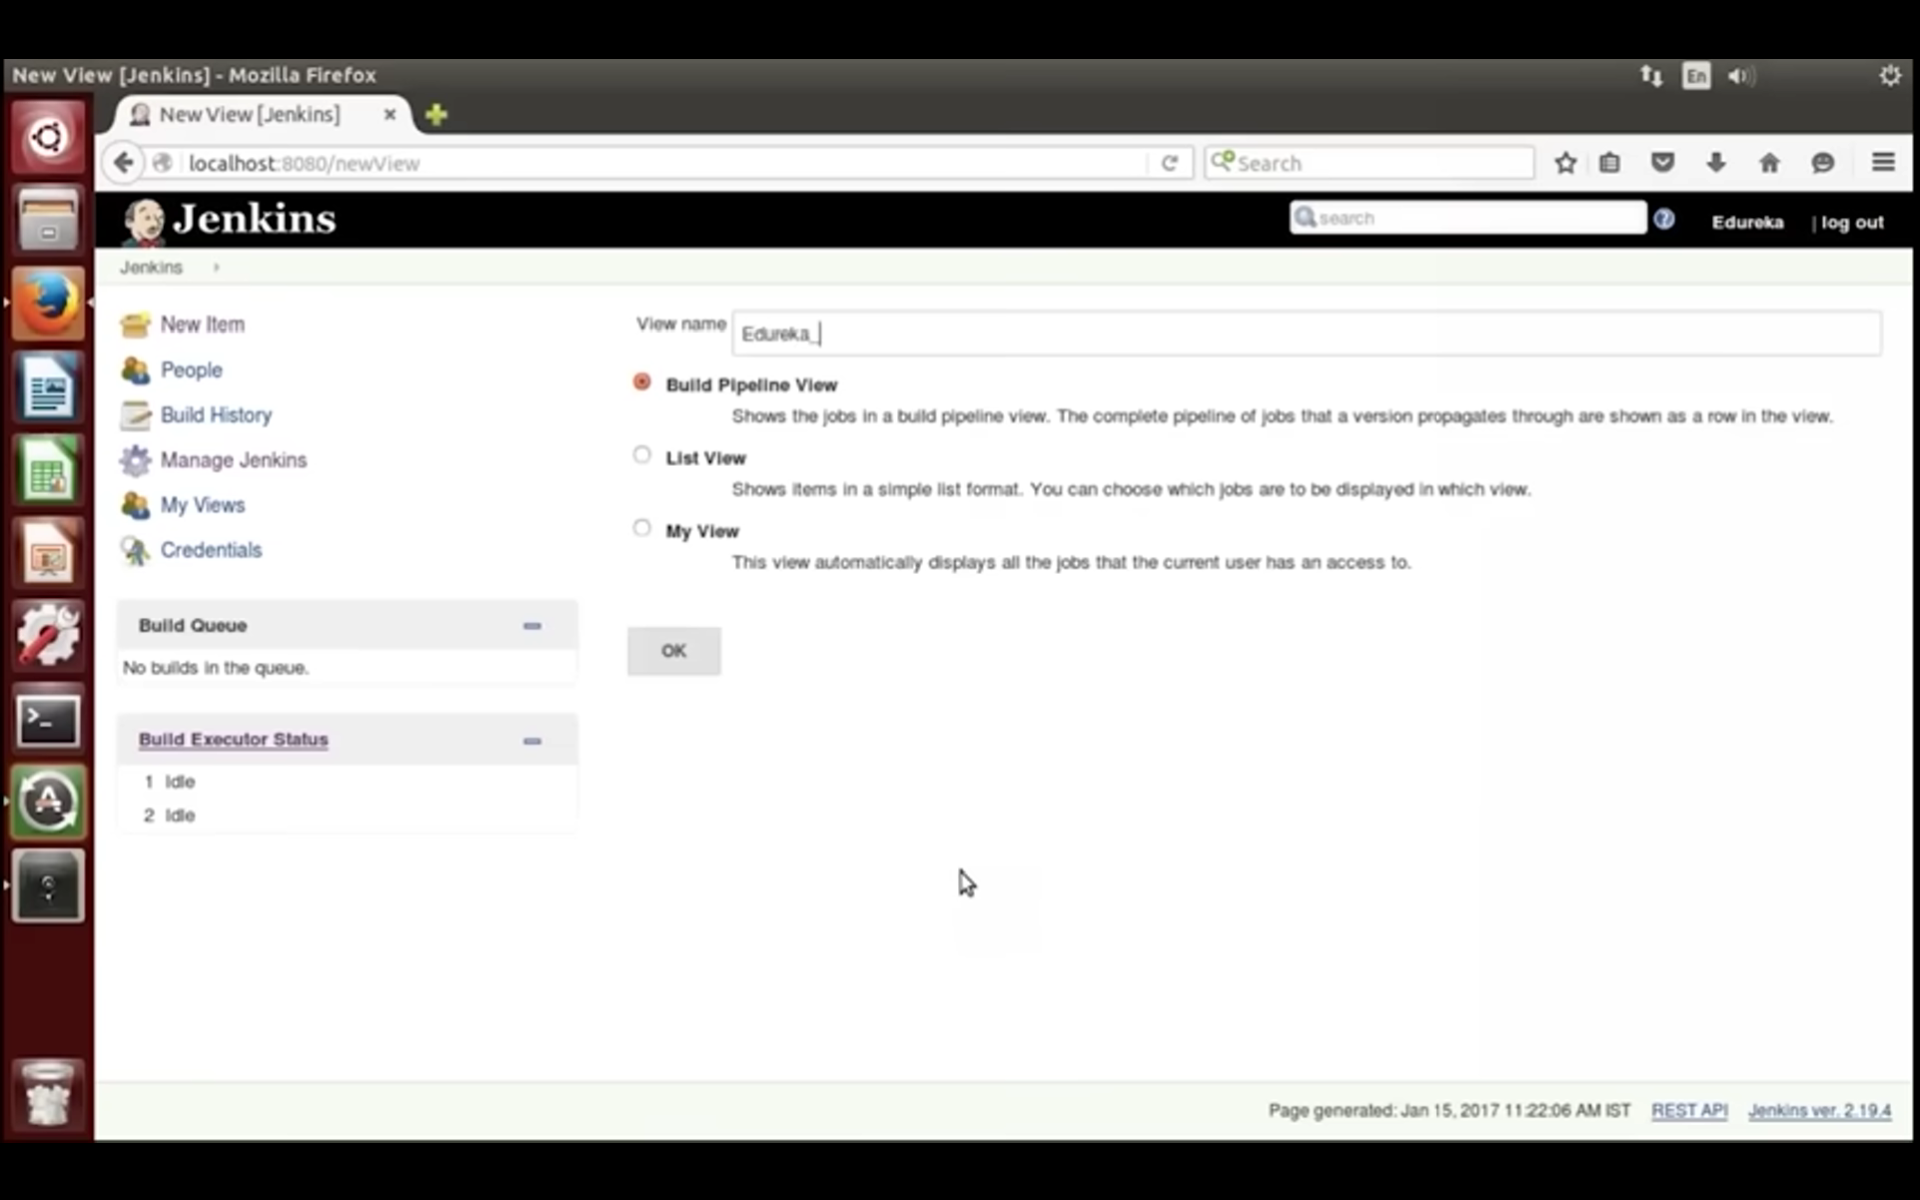 New View [Jenkins] - Mozilla Firefox
En
New View [Jenkins]
localhost:8080/newView
Search
Jenkins
search
Edureka
| log out
Jenkins
New Item
People
Build History
Manage Jenkins
My Views
Credentials
Build Queue
No builds in the queue.
Build Executor Status
1 Idle
2 Idle
View name
Edureka_
Build Pipeline View
Shows the jobs in a build pipeline view. The complete pipeline of jobs that a version propagates through are shown as a row in the view.
List View
Shows items in a simple list format. You can choose which jobs are to be displayed in which view.
My View
This view automatically displays all the jobs that the current user has an access to.
OK
Page generated: Jan 15, 2017 11:22:06 AM IST
REST API
Jenkins ver. 2.19.4